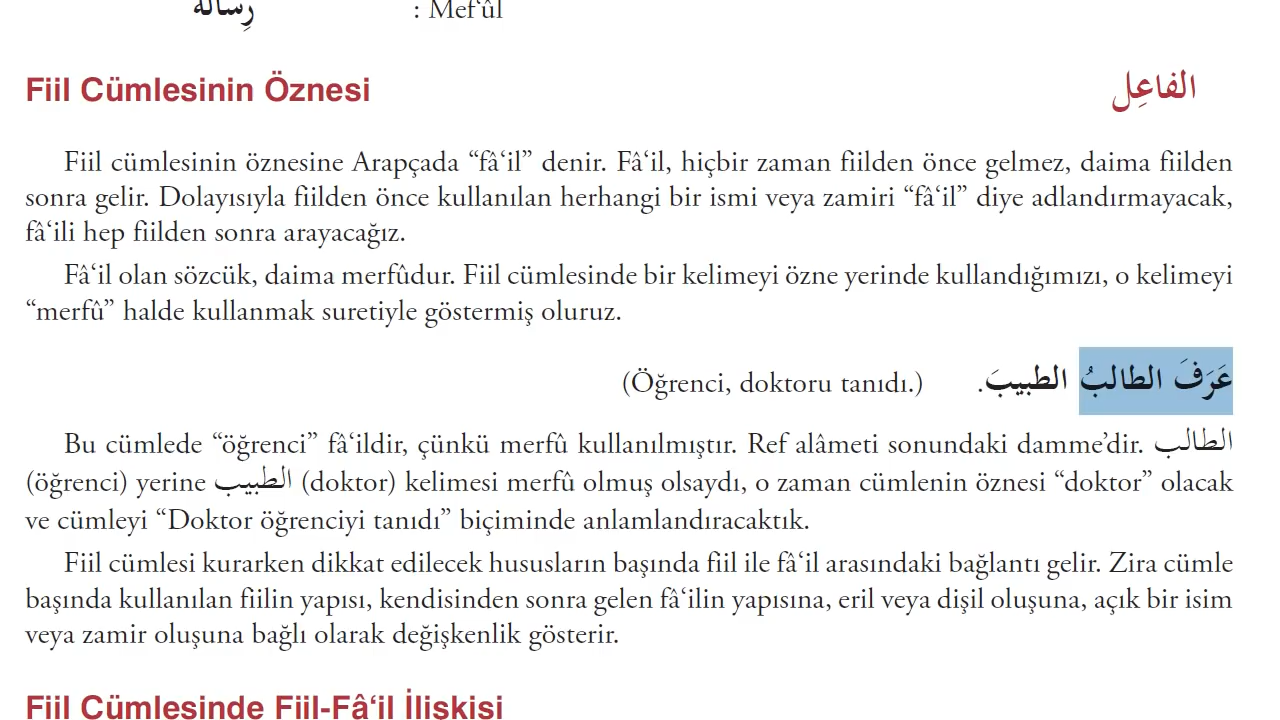 رِسالة : Mef‘ûl
Fiil Cümlesinin Öznesi الفاعِل
Fiil cümlesinin öznesine Arapçada “fâ‘il” denir. Fâ‘il, hiçbir zaman fiilden önce gelmez, daima fiilden
sonra gelir. Dolayısıyla fiilden önce kullanılan herhangi bir ismi veya zamiri “fâ‘il” diye adlandırmayacak,
fâ‘ili hep fiilden sonra arayacağız.
Fâ‘il olan sözcük, daima merfûdur. Fiil cümlesinde bir kelimeyi özne yerinde kullandığımızı, o kelimeyi
“merfû” halde kullanmak suretiyle göstermiş oluruz.
عَرَفَ الطالبُ الطبيبَ. (Öğrenci, doktoru tanıdı.)
Bu cümlede “öğrenci” fâ‘ildir, çünkü merfû kullanılmıştır. Ref alâmeti sonundaki damme’dir. الطالب
(öğrenci) yerine الطبيب (doktor) kelimesi merfû olmuş olsaydı, o zaman cümlenin öznesi “doktor” olacak
ve cümleyi “Doktor öğrenciyi tanıdı” biçiminde anlamlandıracaktık.
Fiil cümlesi kurarken dikkat edilecek hususların başında fiil ile fâ‘il arasındaki bağlantı gelir. Zira cümle
başında kullanılan fiilin yapısı, kendisinden sonra gelen fâ‘ilin yapısına, eril veya dişil oluşuna, açık bir isim
veya zamir oluşuna bağlı olarak değişkenlik gösterir.
Fiil Cümlesinde Fiil-Fâ‘il İliskisi